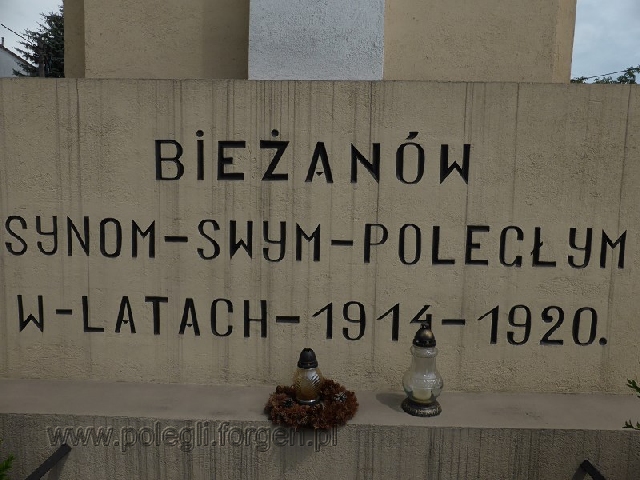 BiEŻANÓW
SYNOM-SWYM-POLEGŁYM
W-LATACH-1914-1920.
www.polegli.forgen.pl